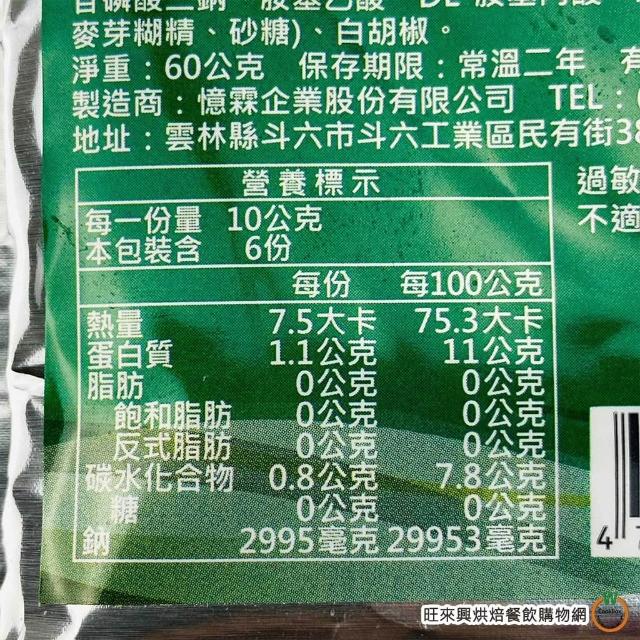 麥芽糊精、砂糖)、白胡椒。
淨重：60公克 保存期限：常溫二年 有
製造商：憶霖企業股份有限公司 TEL：
地址：雲林縣斗六市斗六工業區民有街38
過敏
不適
營養標示
每一份量 10公克
本包裝含 6份
每份 每100公克
熱量 7.5大卡 75.3大卡
蛋白質 1.1公克 11公克
脂肪 0公克 0公克
飽和脂肪 0公克 0公克
反式脂肪 0公克 0公克
碳水化合物 0.8公克 7.8公克
糖 0公克 0公克
鈉 2995毫克 29953毫克
4
旺來興烘焙餐飲購物網